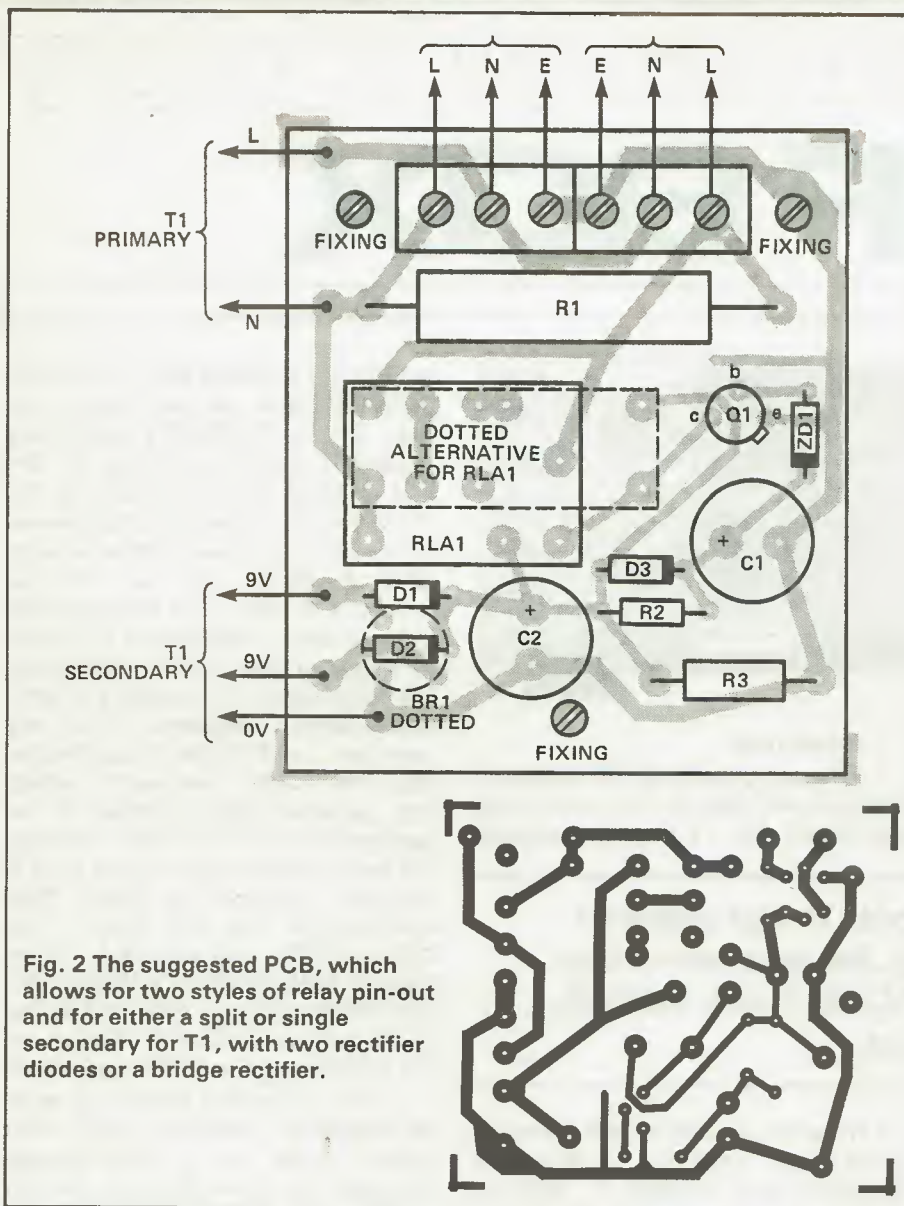 L N E E N L
L
T1
PRIMARY
FIXING
FIXING
N
R1
b
c Q1 e
ZD1
DOTTED
ALTERNATIVE
FOR RLA1
RLA1
+
C1
9V
D1
D3
+
C2
R2
D2
T1
SECONDARY
9V
R3
BR1
DOTTED
0V
FIXING
Fig. 2 The suggested PCB, which
allows for two styles of relay pin-out
and for either a split or single
secondary for T1, with two rectifier
diodes or a bridge rectifier.